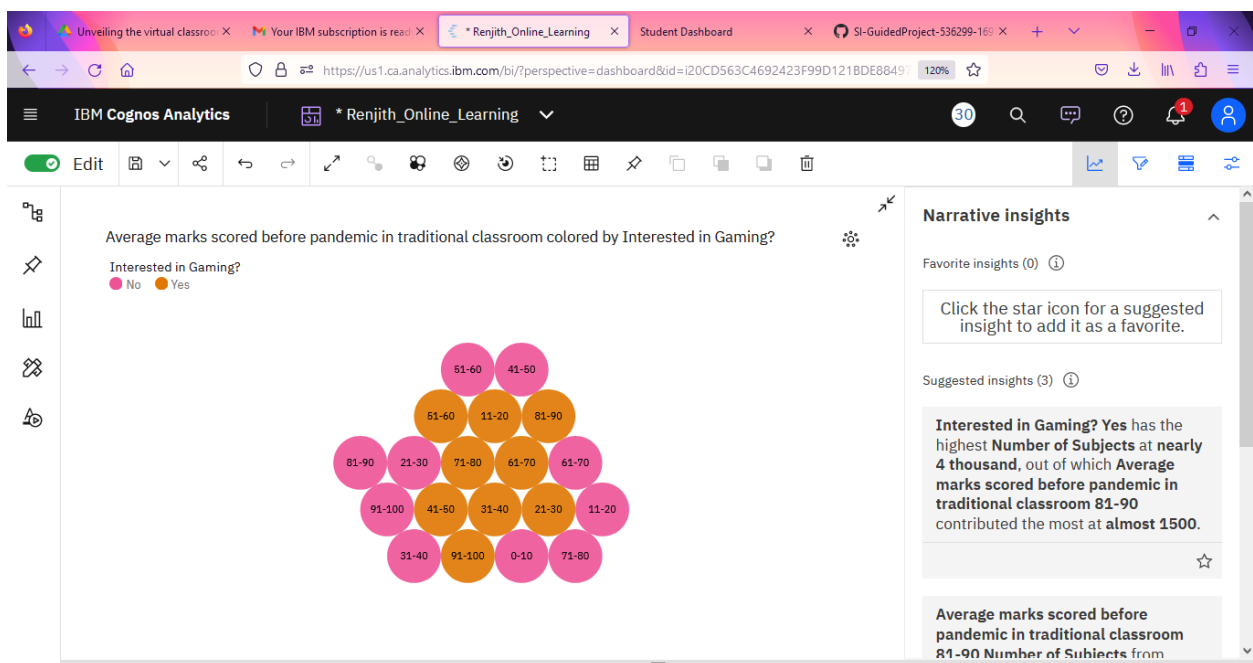 Unveiling the virtual classroo
Your IBM subscription is read
* Renjith_Online_Learning
Student Dashboard
SI-GuidedProject-536299-169
https://us1.ca.analytics.ibm.com/bi/?perspective=dashboard&id=i20CD563C4692423F99D121BDE88497
120%
IBM Cognos Analytics
* Renjith_Online_Learning
30
1
Edit
Average marks scored before pandemic in traditional classroom colored by Interested in Gaming?
Interested in Gaming?
No Yes
51-60 41-50
51-60 11-20 81-90
81-90 21-30 71-80 61-70 61-70
91-100 41-50 31-40 21-30 11-20
31-40 91-100 0-10 71-80
Narrative insights
Favorite insights (0)
Click the star icon for a suggested
insight to add it as a favorite.
Suggested insights (3)
Interested in Gaming? Yes has the
highest Number of Subjects at nearly
4 thousand, out of which Average
marks scored before pandemic in
traditional classroom 81-90
contributed the most at almost 1500.
Average marks scored before
pandemic in traditional classroom
81-90 Number of Subjects from